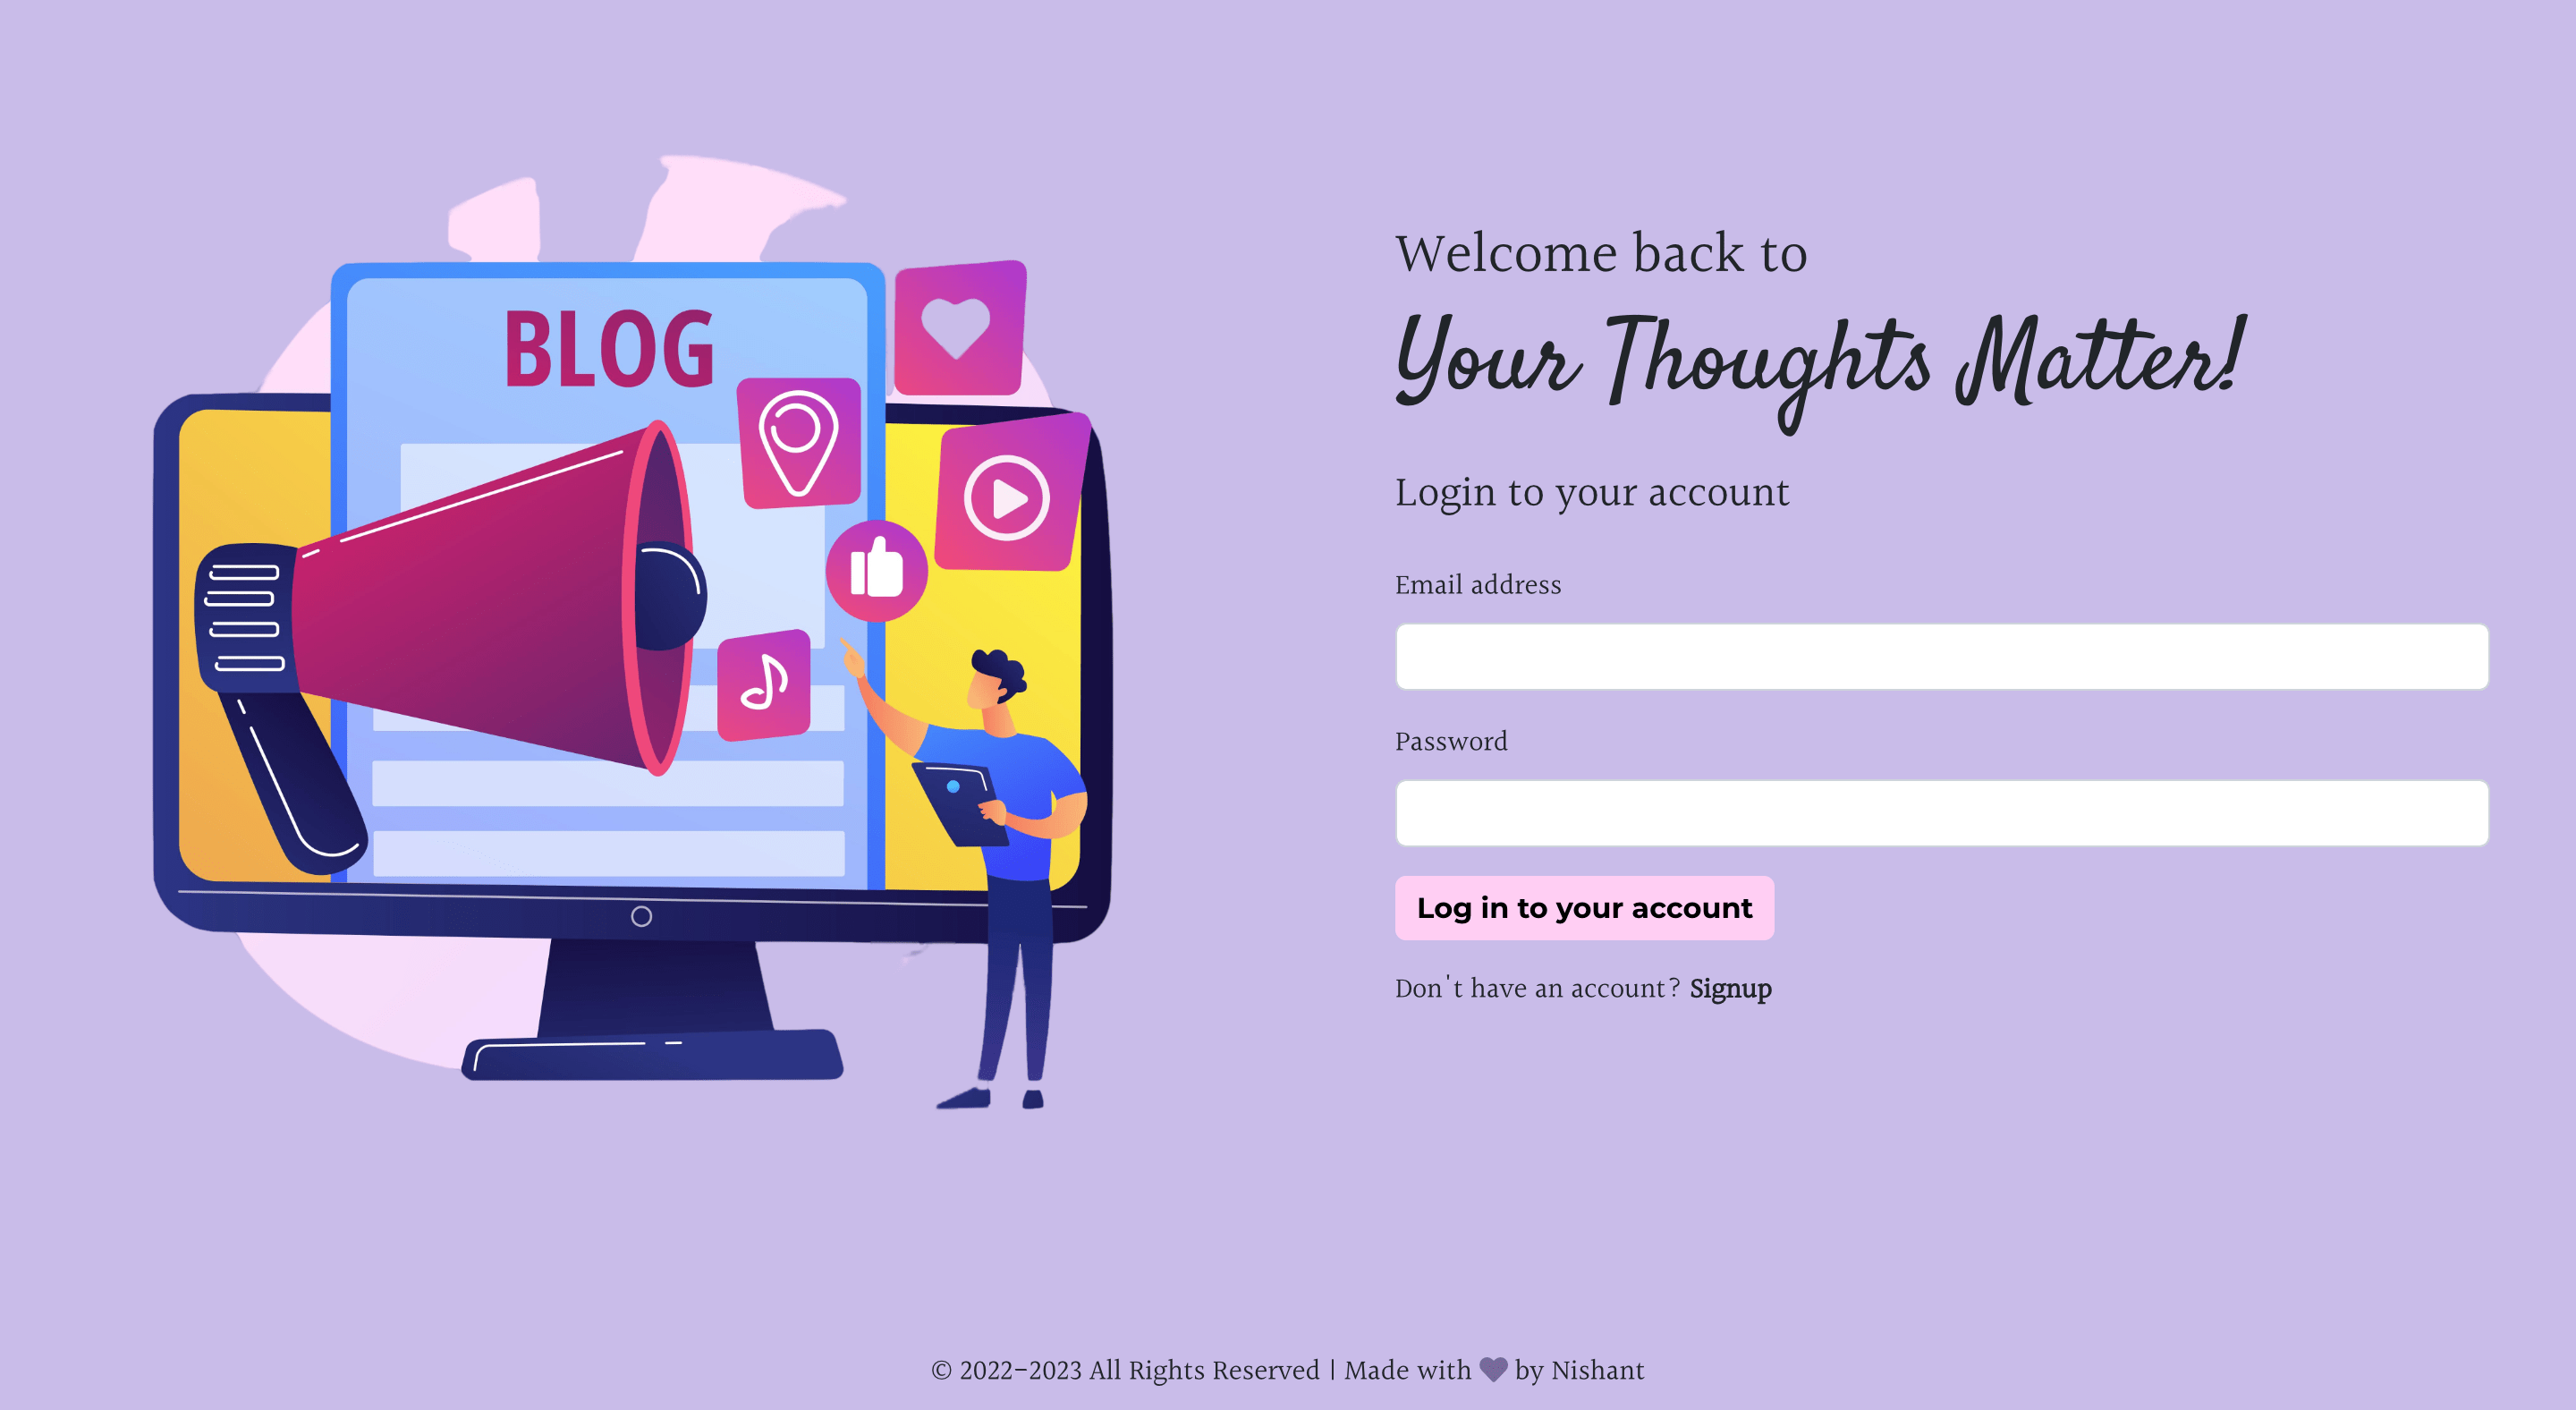 BLOG
Welcome back to
Your Thoughts Matter!
Login to your account
Email address
Password
Log in to your account
Don't have an account? Signup
© 2022-2023 All Rights Reserved | Made with 💜 by Nishant